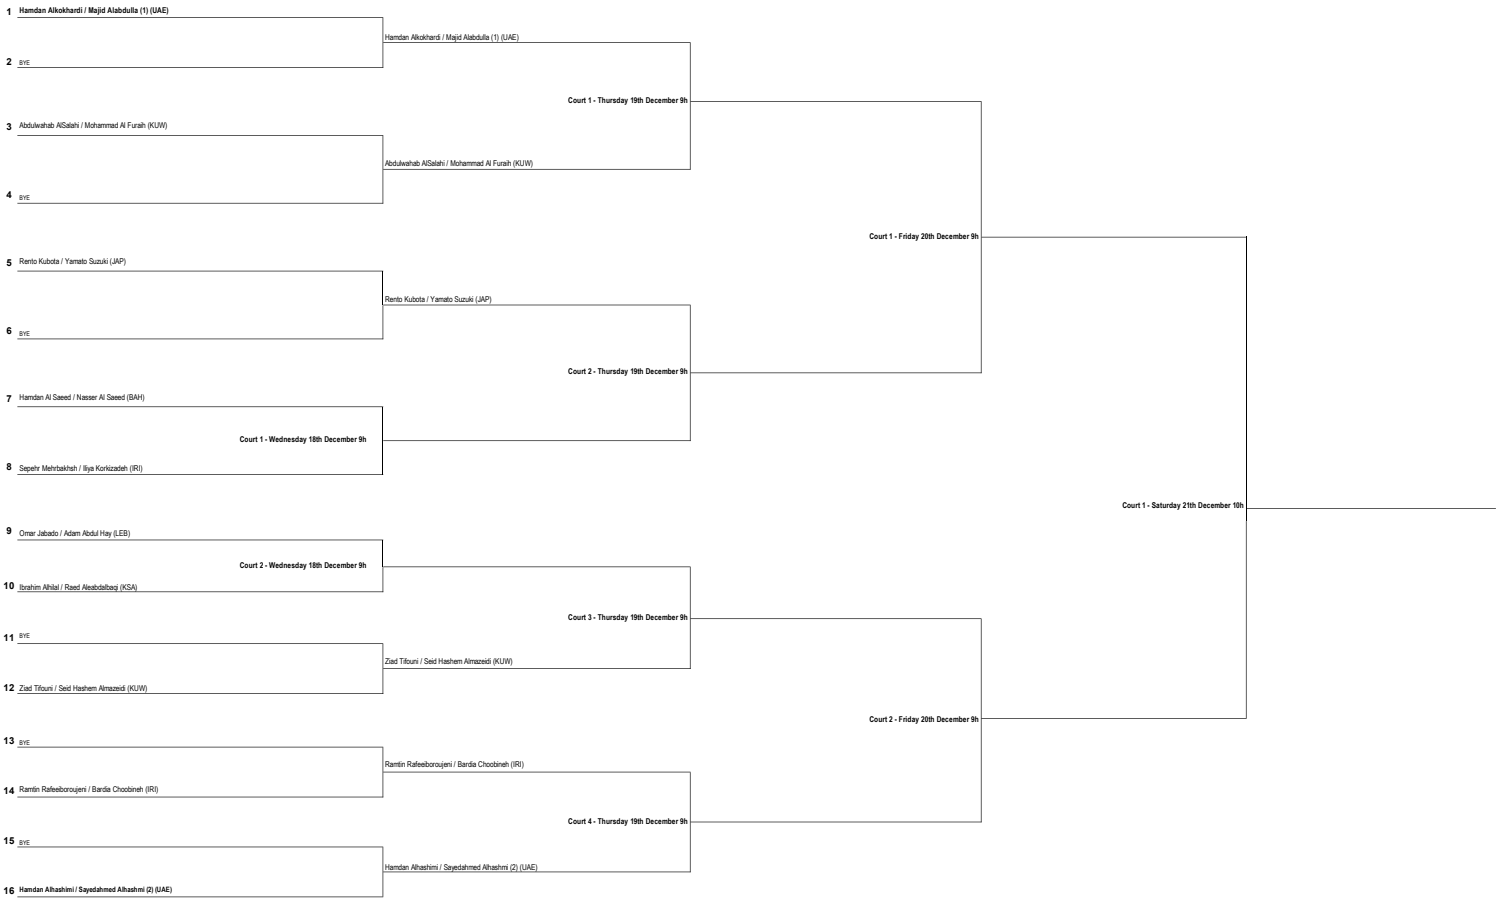 1 Hamdan Alkokhardi / Majid Alabdulla (1) (UAE)
Hamdan Alkokhardi / Majid Alabdulla (1) (UAE)
2 BYE
Court 1 - Thursday 19th December 9h
3 Abdulwahab AlSalahi / Mohammad Al Furaih (KUW)
Abdulwahab AlSalahi / Mohammad Al Furaih (KUW)
4 BYE
Court 1 - Friday 20th December 9h
5 Rento Kubota / Yamato Suzuki (JAP)
Rento Kubota / Yamato Suzuki (JAP)
6 BYE
Court 2 - Thursday 19th December 9h
7 Hamdan Al Saeed / Nasser Al Saeed (BAH)
Court 1 - Wednesday 18th December 9h
8 Sepehr Mehrbakhsh / Iliya Korkizadeh (IRI)
Court 1 - Saturday 21th December 10h
9 Omar Jabado / Adam Abdul Hay (LEB)
Court 2 - Wednesday 18th December 9h
10 Ibrahim Alhilal / Raed Aleabdalbaqi (KSA)
Court 3 - Thursday 19th December 9h
11 BYE
Ziad Tifouni / Seid Hashem Almazeidi (KUW)
12 Ziad Tifouni / Seid Hashem Almazeidi (KUW)
Court 2 - Friday 20th December 9h
13 BYE
Ramtin Rafeeiboroujeni / Bardia Choobineh (IRI)
14 Ramtin Rafeeiboroujeni / Bardia Choobineh (IRI)
Court 4 - Thursday 19th December 9h
15 BYE
Hamdan Alhashimi / Sayedahmed Alhashmi (2) (UAE)
16 Hamdan Alhashimi / Sayedahmed Alhashmi (2) (UAE)